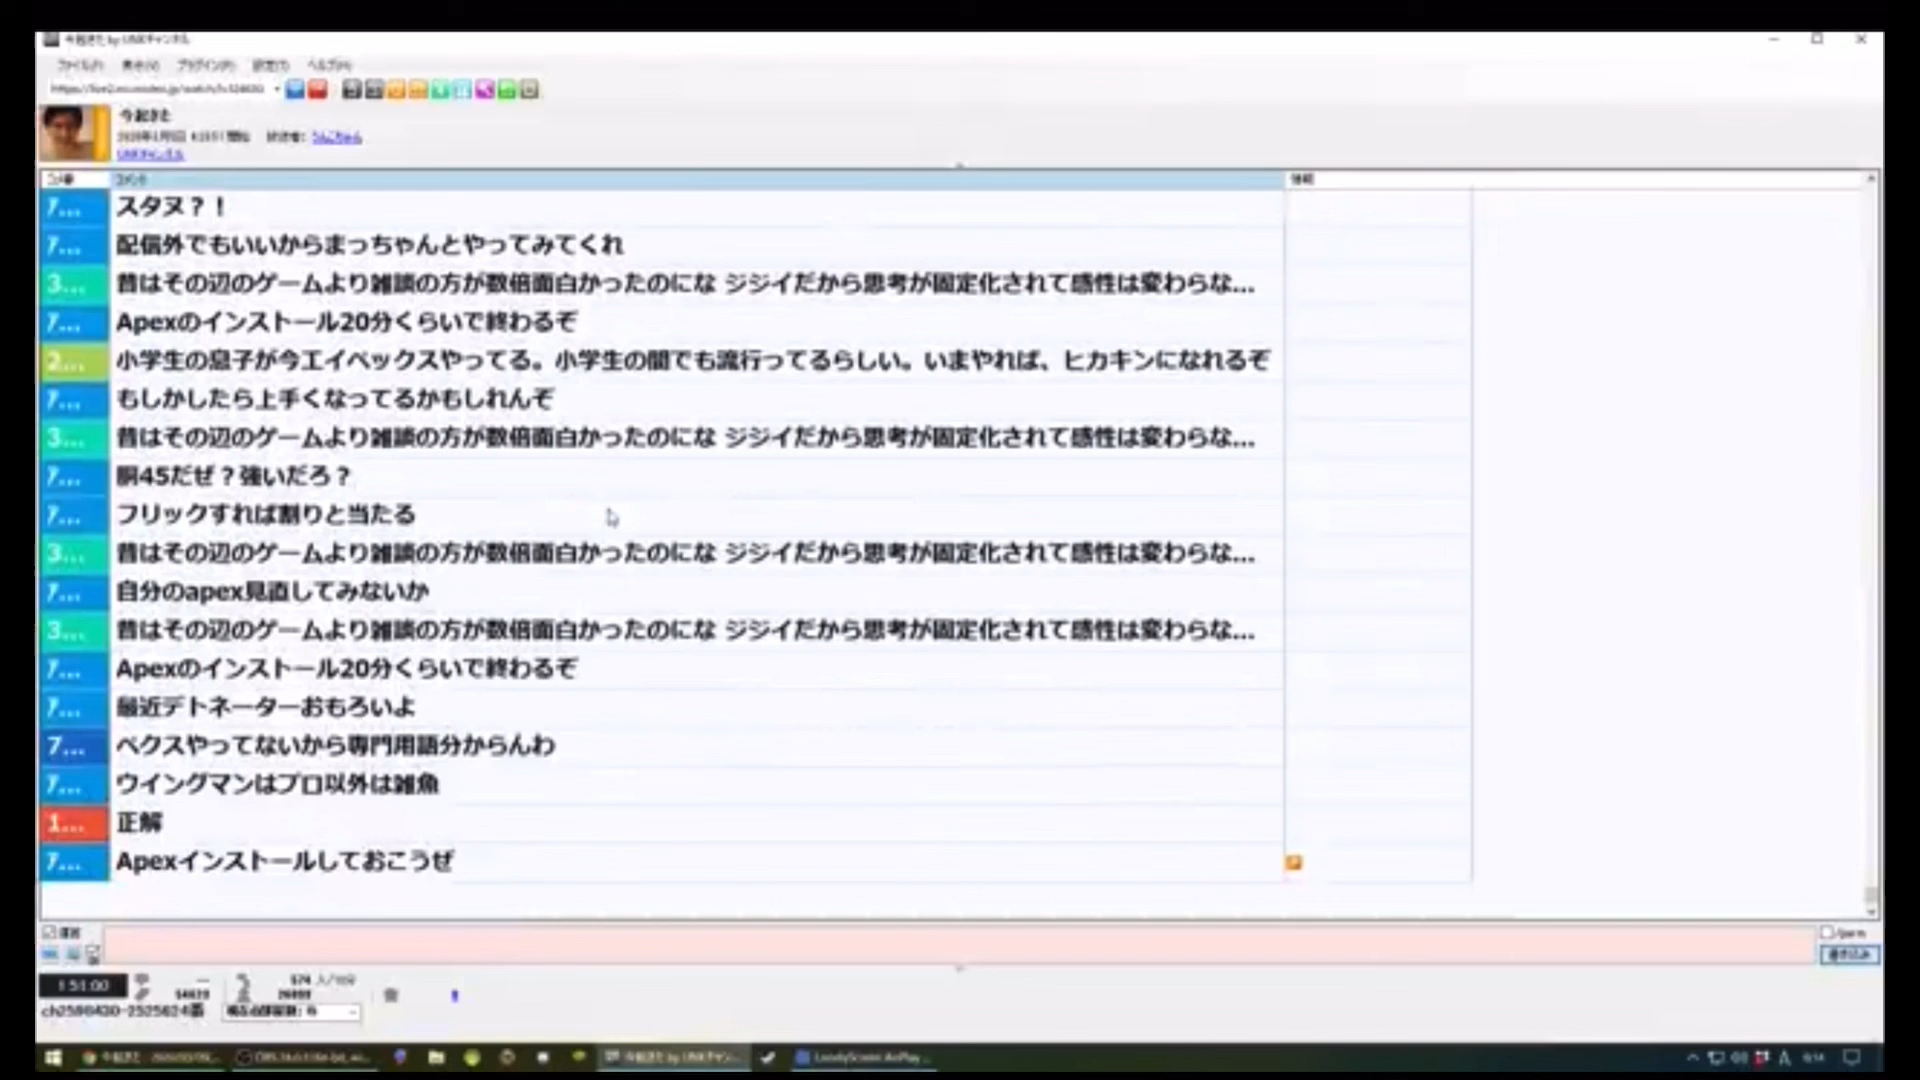 今起きた
スタヌ？！
配信外でもいいからまっちゃんとやってみてくれ
昔はその辺のゲームより雑談の方が数倍面白かったのにな ジジイだから思考が固定化されて感性は変わらな...
Apexのインストール20分くらいで終わるぞ
小学生の息子が今エイペックスやってる。小学生の間でも流行ってるらしい。いまやれば、ヒカキンになれるぞ
もしかしたら上手くなってるかもしれんぞ
昔はその辺のゲームより雑談の方が数倍面白かったのにな ジジイだから思考が固定化されて感性は変わらな...
胴45だぜ？強いだろ？
フリックすれば割りと当たる
昔はその辺のゲームより雑談の方が数倍面白かったのにな ジジイだから思考が固定化されて感性は変わらな...
自分のapex見直してみないか
昔はその辺のゲームより雑談の方が数倍面白かったのにな ジジイだから思考が固定化されて感性は変わらな...
Apexのインストール20分くらいで終わるぞ
最近デトネーターおもろいよ
ペクスやってないから専門用語分からんわ
ウイングマンはプロ以外は雑魚
正解
Apexインストールしておこうぜ